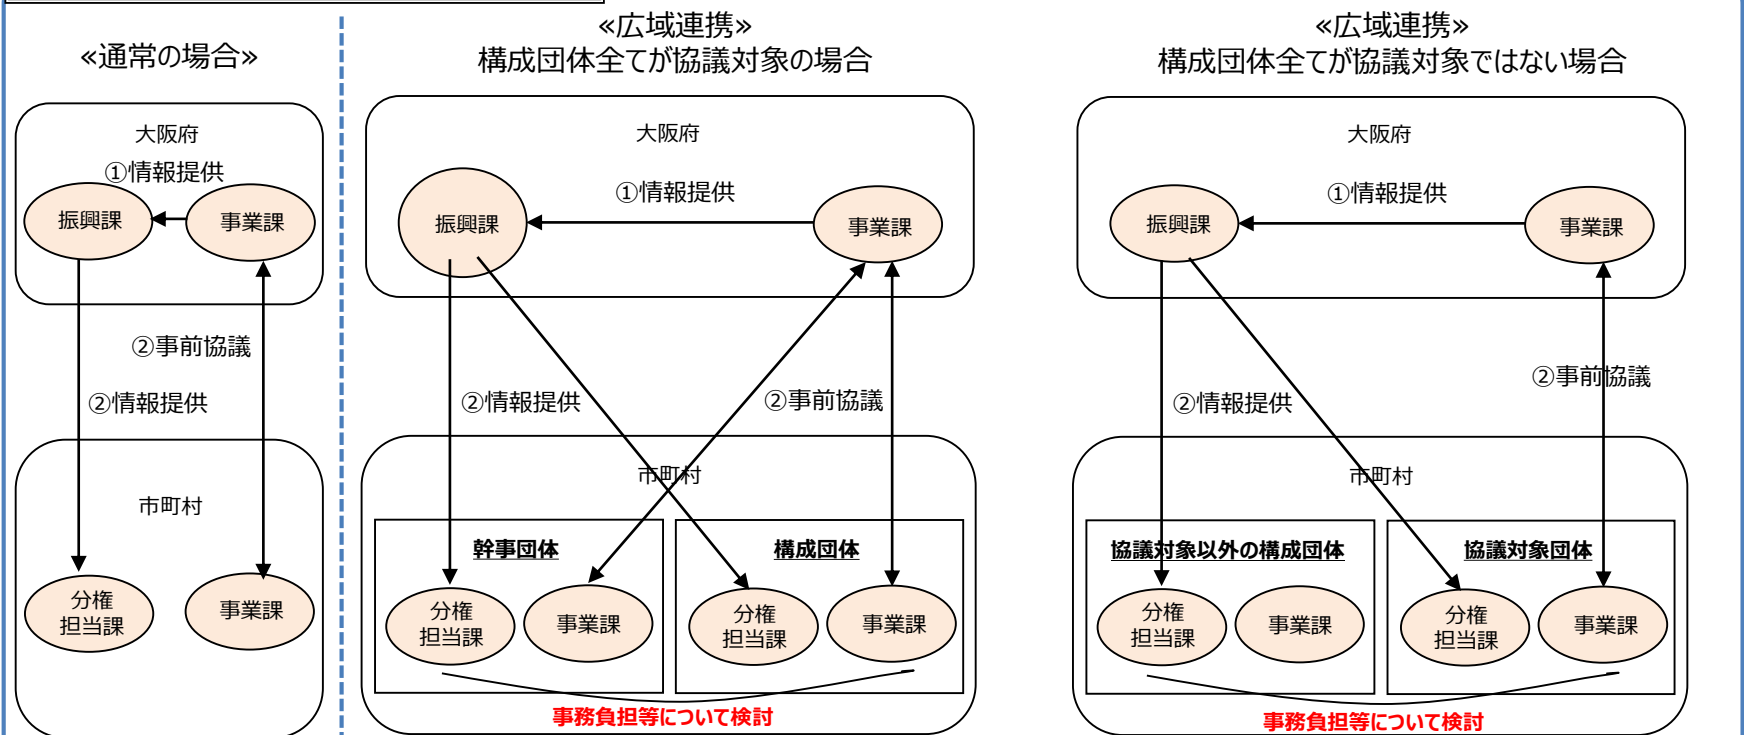 ≪通常の場合≫
大阪府
①情報提供
振興課
事業課
②事前協議
②情報提供
市町村
分権
担当課
事業課
≪広域連携≫
構成団体全てが協議対象の場合
大阪府
①情報提供
振興課
事業課
②情報提供
②事前協議
市町村
幹事団体
分権
担当課
事業課
構成団体
分権
担当課
事業課
事務負担等について検討
≪広域連携≫
構成団体全てが協議対象ではない場合
大阪府
①情報提供
振興課
事業課
②事前協議
②情報提供
市町村
協議対象以外の構成団体
分権
担当課
事業課
協議対象団体
分権
担当課
事業課
事務負担等について検討